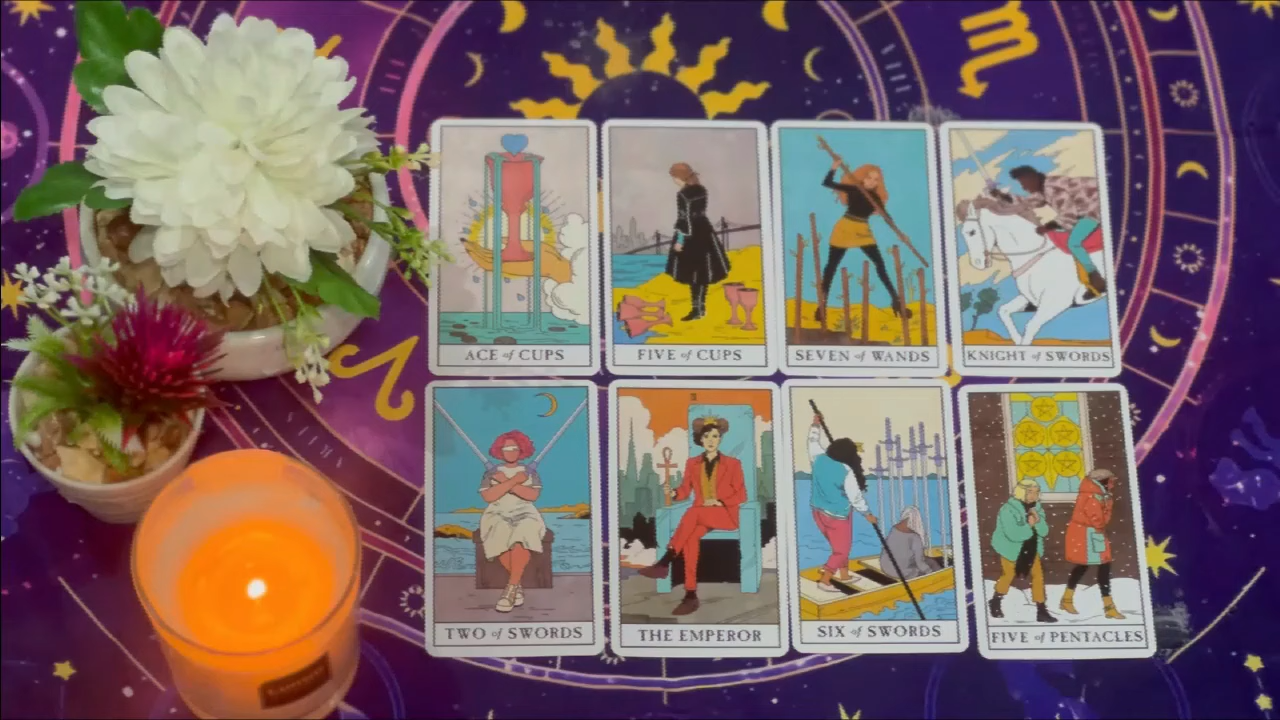 ACE of CUPS
FIVE of CUPS
SEVEN of WANDS
KNIGHT of SWORDS
TWO of SWORDS
THE EMPEROR
SIX of SWORDS
FIVE of PENTACLES